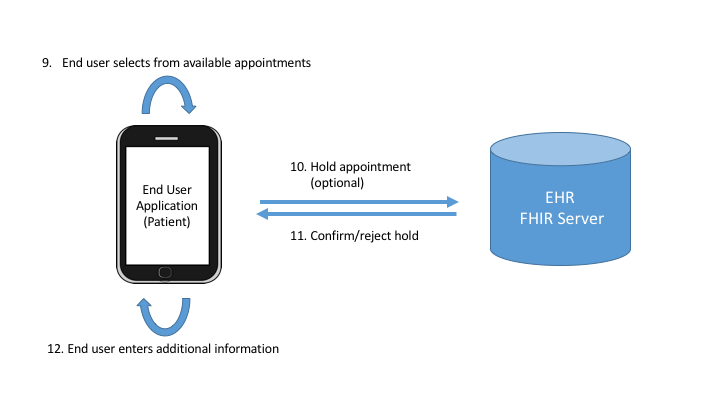 9. End user selects from available appointments
End User
Application
(Patient)
10. Hold appointment
(optional)
11. Confirm/reject hold
EHR
FHIR Server
12. End user enters additional information